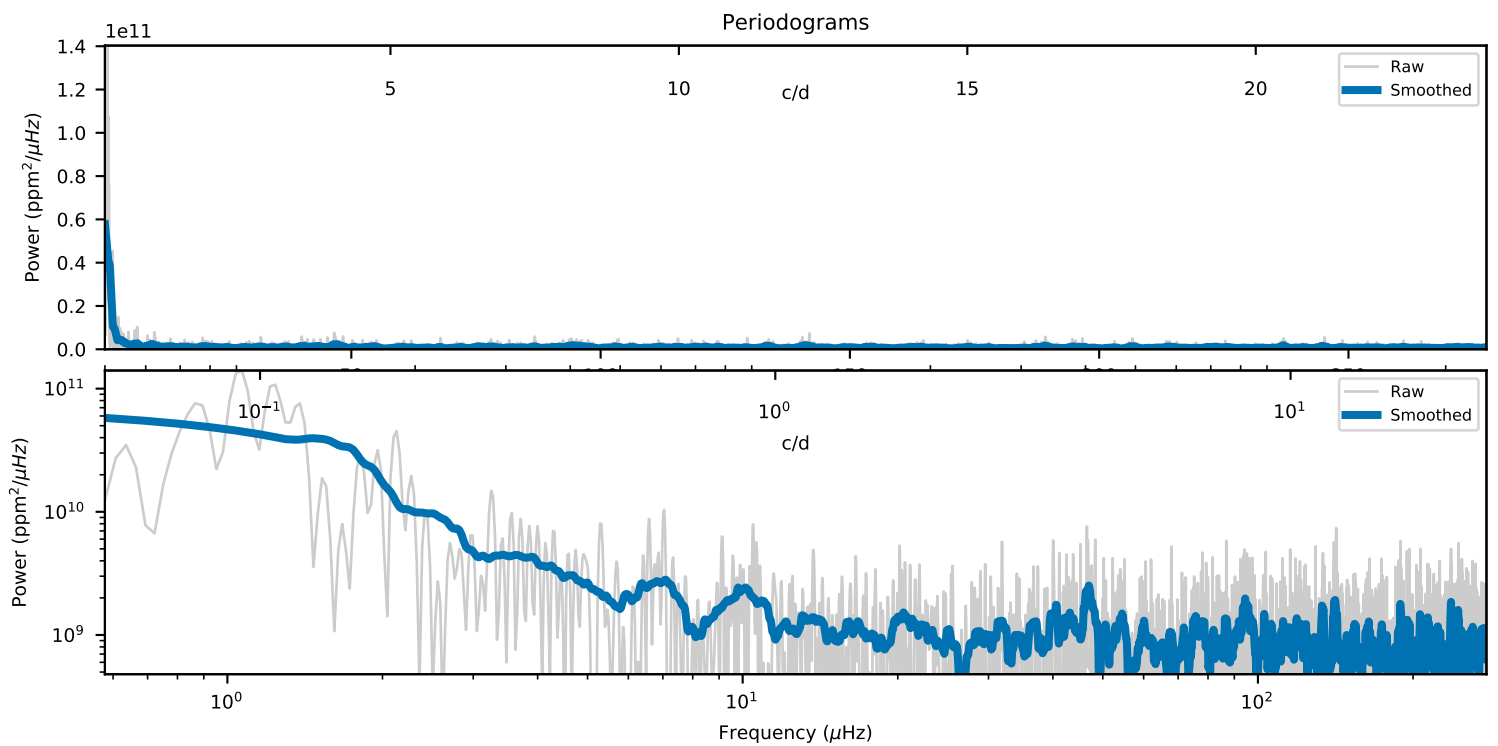 Periodograms
1e11
1.4
1.2
1.0
0.8
0.6
0.4
0.2
0.0
Power (ppm²/μHz)
5 10 15 20
c/d
Raw
Smoothed
10¹¹
10¹⁰
10⁹
Power (ppm²/μHz)
10⁻¹ 10⁰ 10¹
c/d
Raw
Smoothed
10⁰ 10¹ 10²
Frequency (μHz)